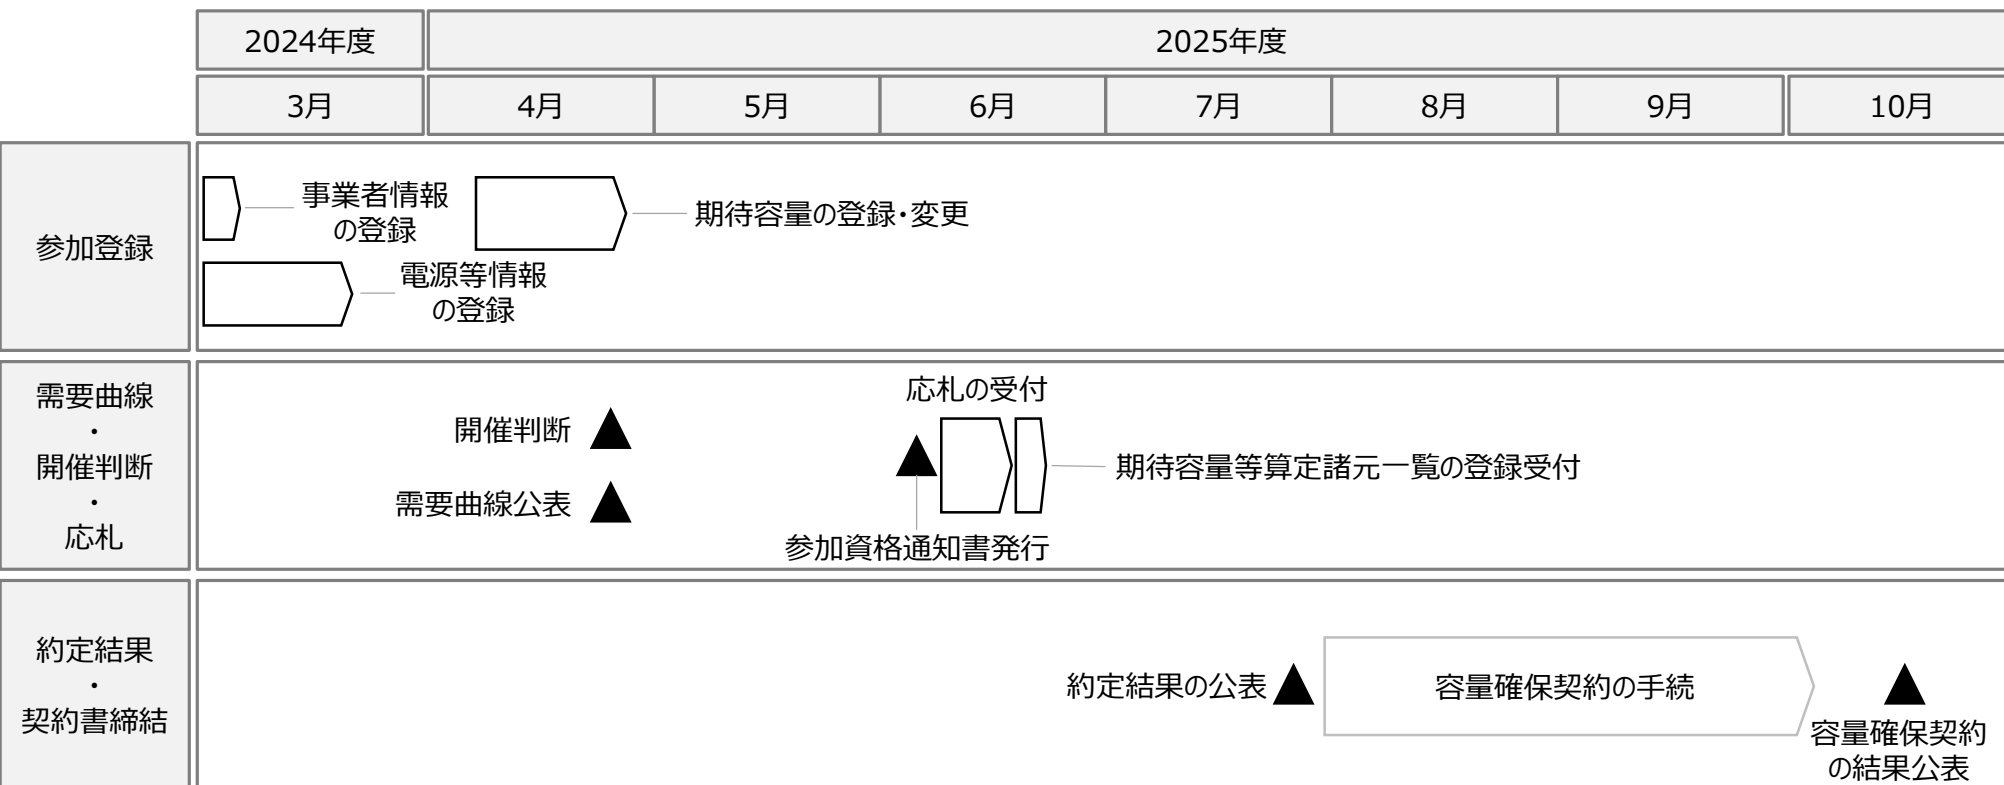 2024年度
2025年度
3月
4月
5月
6月
7月
8月
9月
10月
参加登録
事業者情報
の登録
期待容量の登録・変更
電源等情報
の登録
需要曲線
・
開催判断
・
応札
開催判断
需要曲線公表
応札の受付
期待容量等算定諸元一覧の登録受付
参加資格通知書発行
約定結果
・
契約書締結
約定結果の公表
容量確保契約の手続
容量確保契約
の結果公表